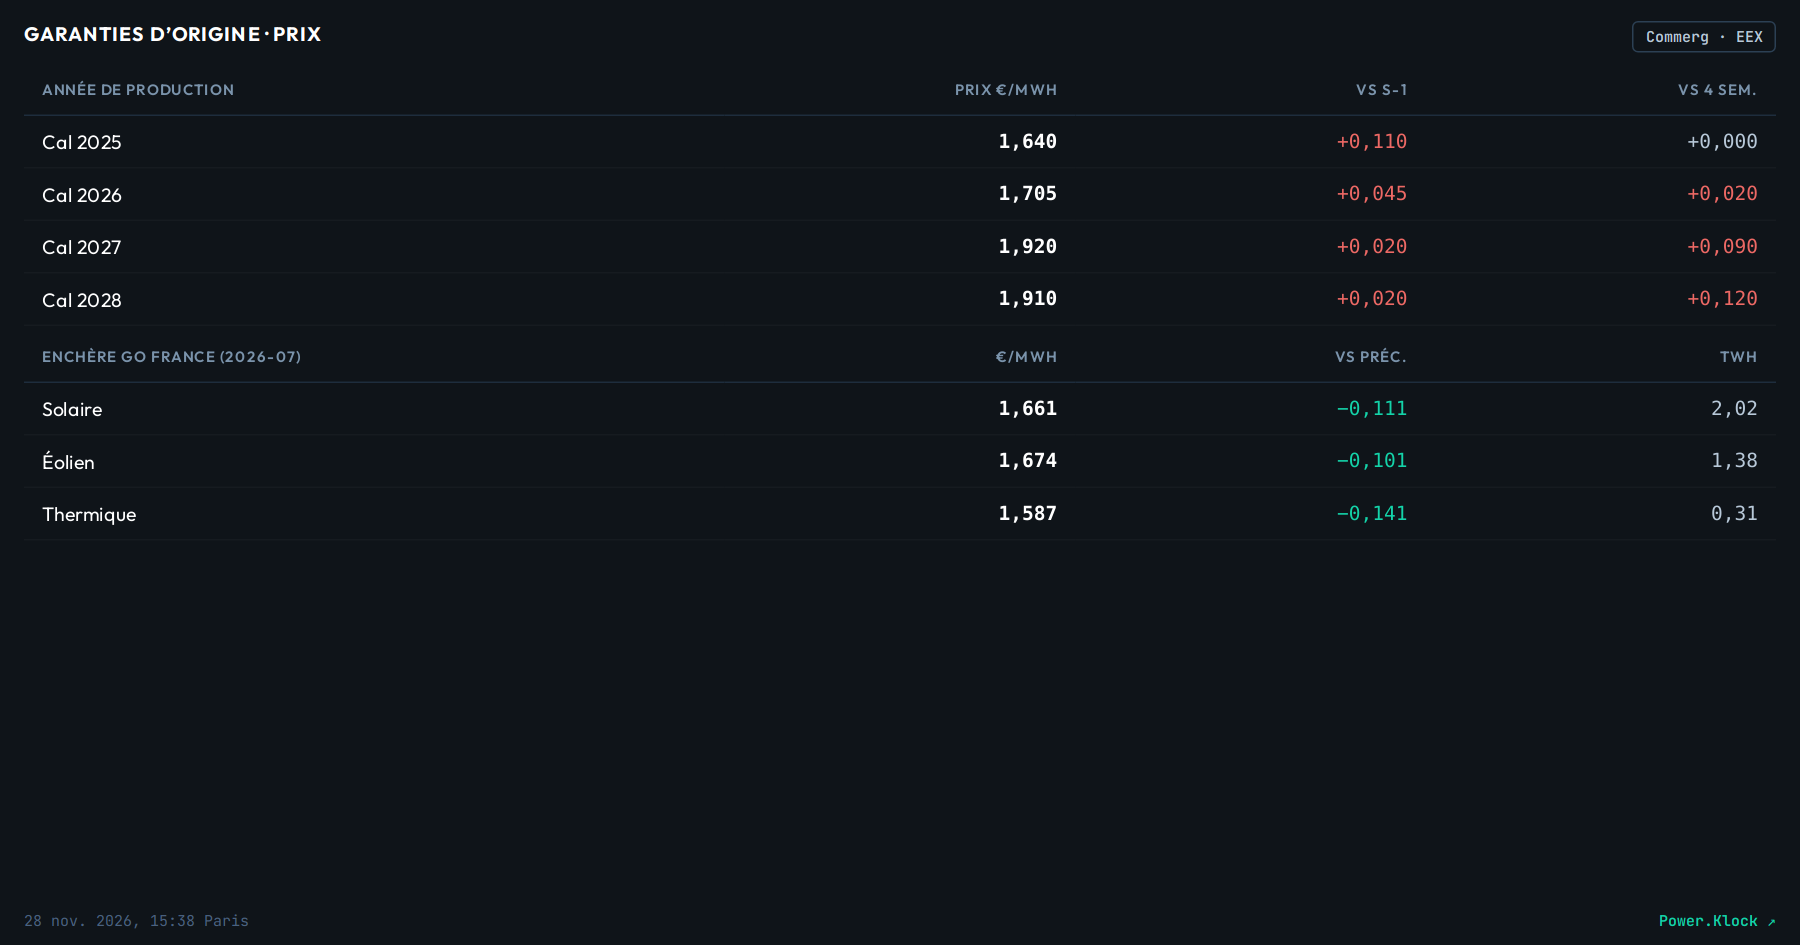 GARANTIES D’ORIGINE · PRIX
Commerg · EEX
ANNÉE DE PRODUCTION PRIX €/MWH VS S-1 VS 4 SEM.
Cal 2025 1,640 +0,110 +0,000
Cal 2026 1,705 +0,045 +0,020
Cal 2027 1,920 +0,020 +0,090
Cal 2028 1,910 +0,020 +0,120
ENCHÈRE GO FRANCE (2026-07) €/MWH VS PRÉC. TWH
Solaire 1,661 −0,111 2,02
Éolien 1,674 −0,101 1,38
Thermique 1,587 −0,141 0,31
28 nov. 2026, 15:38 Paris
Power.Klock ↗